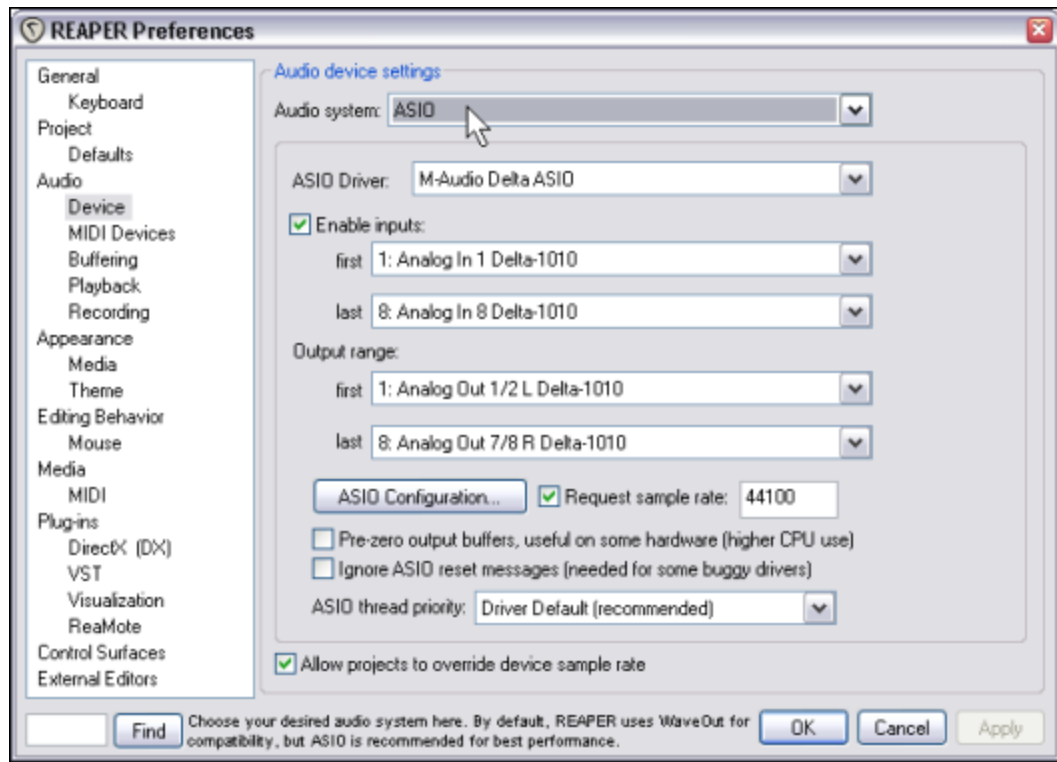 REAPER Preferences
General
Keyboard
Project
Defaults
Audio
Device
MIDI Devices
Buffering
Playback
Recording
Appearance
Media
Theme
Editing Behavior
Mouse
Media
MIDI
Plug-ins
DirectX (DX)
VST
Visualization
ReaMote
Control Surfaces
External Editors
Audio device settings
Audio system: ASIO
ASIO Driver: M-Audio Delta ASIO
Enable inputs:
first 1: Analog In 1 Delta-1010
last 8: Analog In 8 Delta-1010
Output range:
first 1: Analog Out 1/2 L Delta-1010
last 8: Analog Out 7/8 R Delta-1010
ASIO Configuration... Request sample rate: 44100
Pre-zero output buffers, useful on some hardware (higher CPU use)
Ignore ASIO reset messages (needed for some buggy drivers)
ASIO thread priority: Driver Default (recommended)
Allow projects to override device sample rate
Find
Choose your desired audio system here. By default, REAPER uses WaveOut for
compatibility, but ASIO is recommended for best performance.
OK Cancel Apply